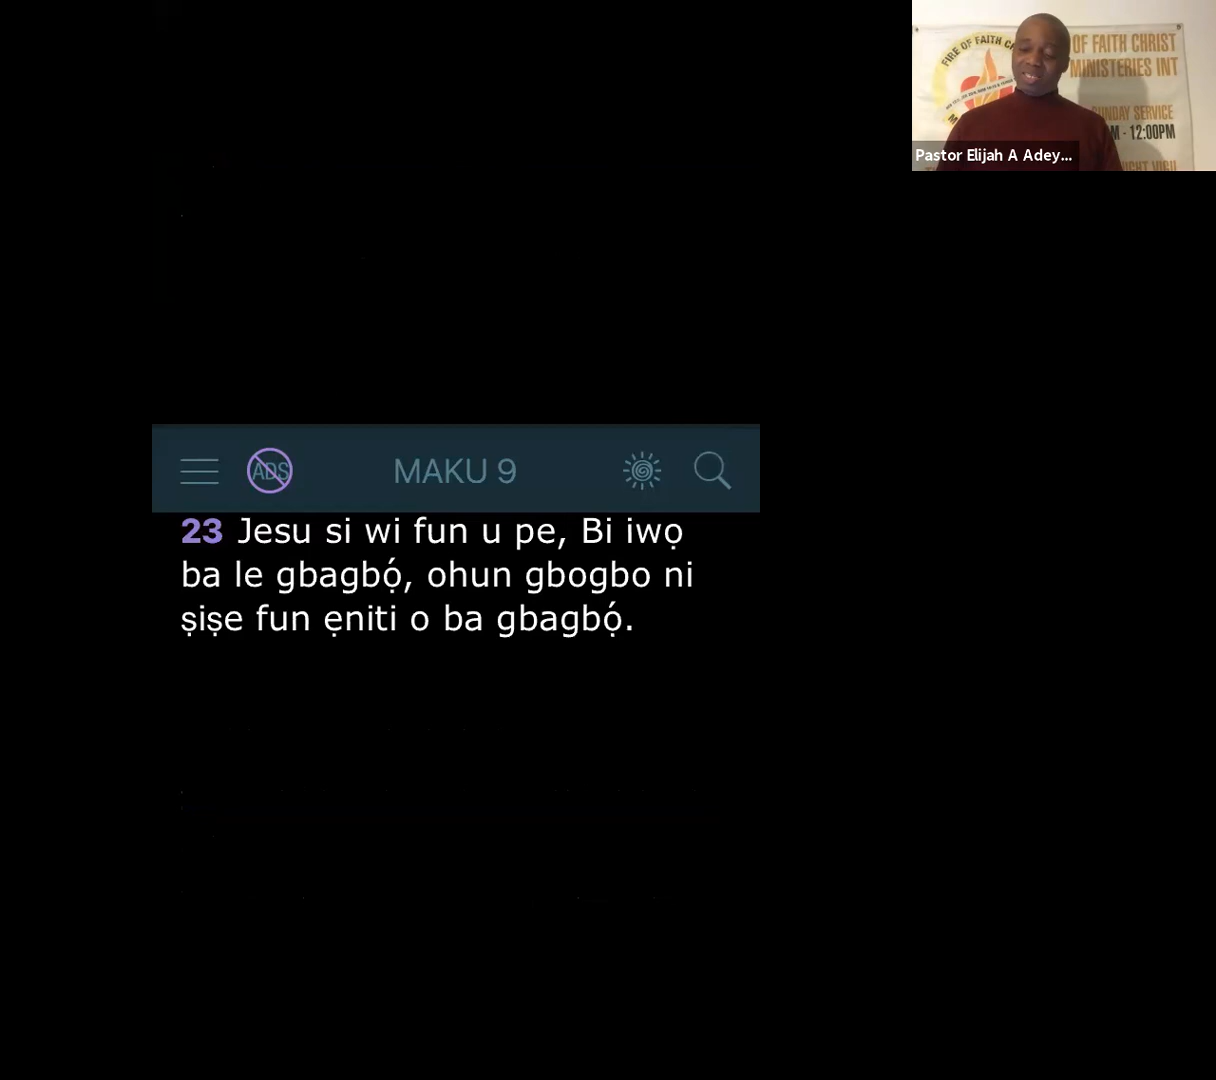 FIRE OF FAITH
OF FAITH CHRIST
MINISTERIES INT
SUNDAY SERVICE
M - 12:00PM
Pastor Elijah A Adey...
ADS
MAKU 9
23 Jesu si wi fun u pe, Bi iwọ
ba le gbagbọ́, ohun gbogbo ni
ṣiṣe fun ẹniti o ba gbagbọ́.